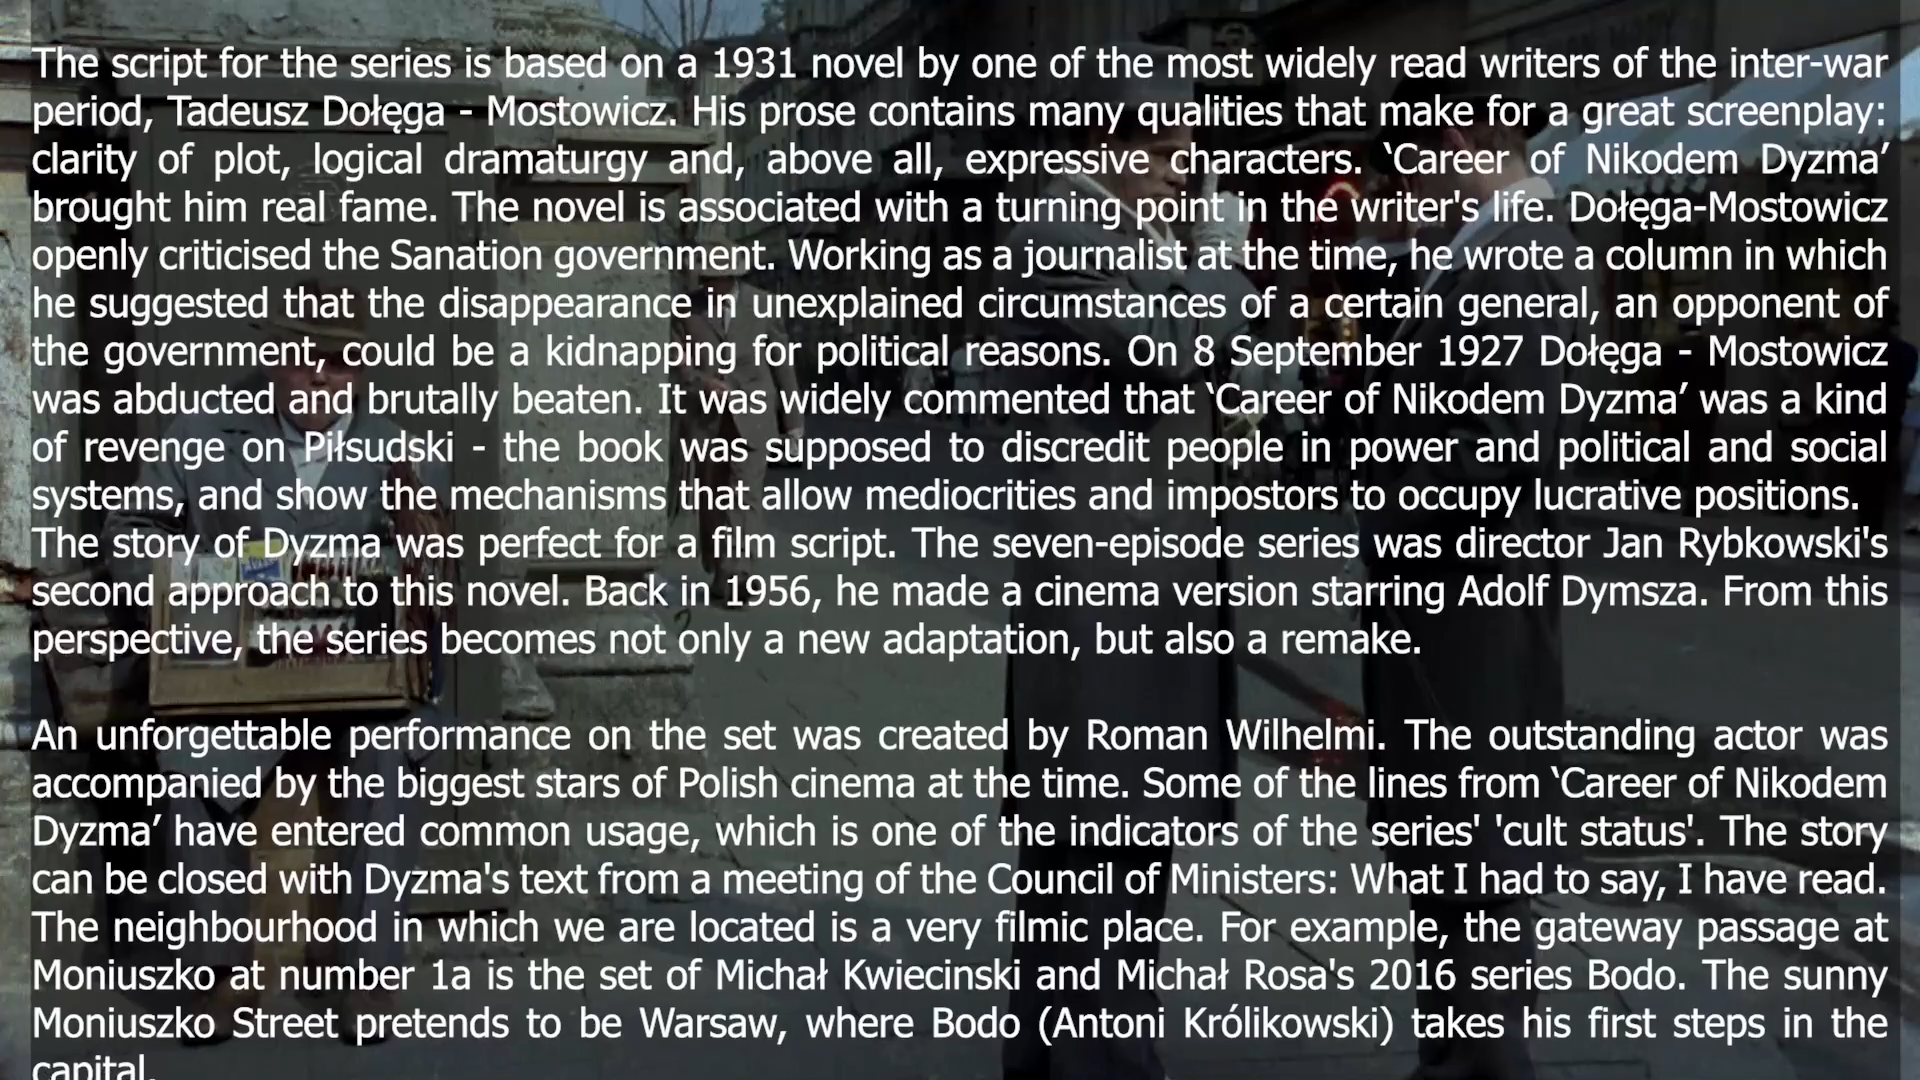 The script for the series is based on a 1931 novel by one of the most widely read writers of the inter-war
period, Tadeusz Dołęga - Mostowicz. His prose contains many qualities that make for a great screenplay:
clarity of plot, logical dramaturgy and, above all, expressive characters. ‘Career of Nikodem Dyzma’
brought him real fame. The novel is associated with a turning point in the writer's life. Dołęga-Mostowicz
openly criticised the Sanation government. Working as a journalist at the time, he wrote a column in which
he suggested that the disappearance in unexplained circumstances of a certain general, an opponent of
the government, could be a kidnapping for political reasons. On 8 September 1927 Dołęga - Mostowicz
was abducted and brutally beaten. It was widely commented that ‘Career of Nikodem Dyzma’ was a kind
of revenge on Piłsudski - the book was supposed to discredit people in power and political and social
systems, and show the mechanisms that allow mediocrities and impostors to occupy lucrative positions.
The story of Dyzma was perfect for a film script. The seven-episode series was director Jan Rybkowski's
second approach to this novel. Back in 1956, he made a cinema version starring Adolf Dymsza. From this
perspective, the series becomes not only a new adaptation, but also a remake.
An unforgettable performance on the set was created by Roman Wilhelmi. The outstanding actor was
accompanied by the biggest stars of Polish cinema at the time. Some of the lines from ‘Career of Nikodem
Dyzma’ have entered common usage, which is one of the indicators of the series' 'cult status'. The story
can be closed with Dyzma's text from a meeting of the Council of Ministers: What I had to say, I have read.
The neighbourhood in which we are located is a very filmic place. For example, the gateway passage at
Moniuszko at number 1a is the set of Michał Kwiecinski and Michał Rosa's 2016 series Bodo. The sunny
Moniuszko Street pretends to be Warsaw, where Bodo (Antoni Królikowski) takes his first steps in the
capital.